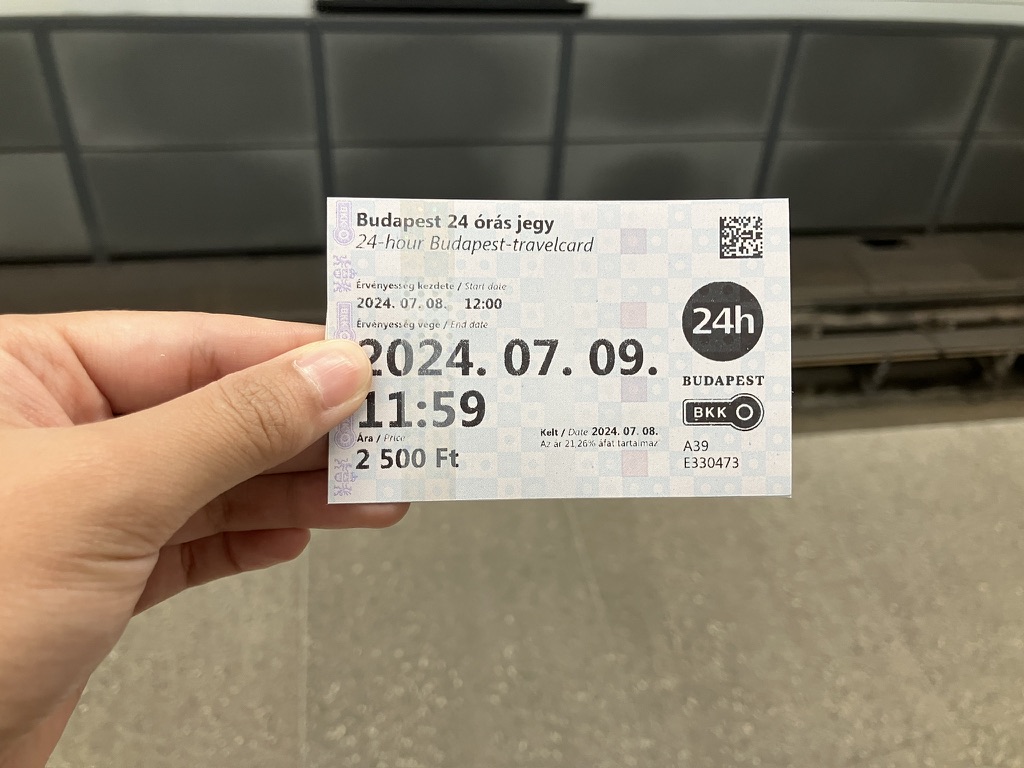 Budapest 24 órás jegy
24-hour Budapest-travelcard
Érvényesség kezdete / Start date
2024. 07. 08. 12:00
Érvényesség vége / End date
2024. 07. 09.
11:59
Ára / Price
2 500 Ft
Kelt / Date 2024. 07. 08.
Az ár 21,26% áfát tartalmaz
24h
BUDAPEST
BKK
A39
E330473